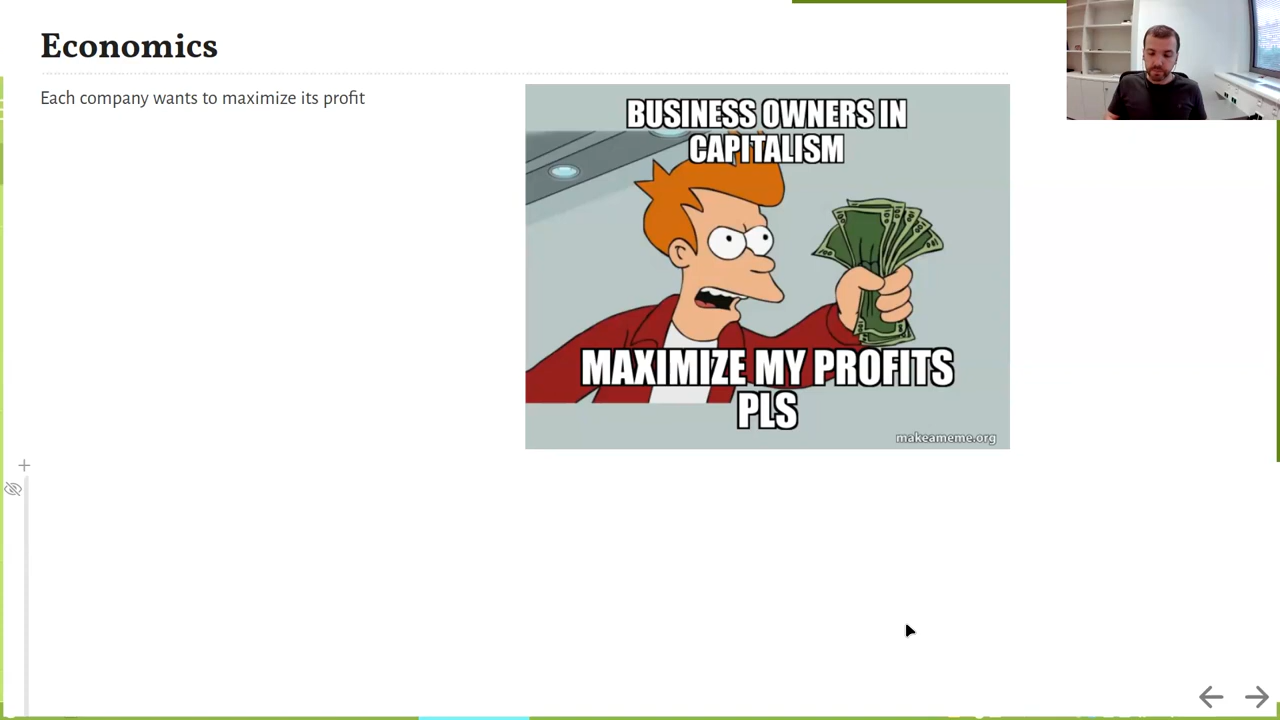 Economics
Each company wants to maximize its profit
BUSINESS OWNERS IN
CAPITALISM
MAXIMIZE MY PROFITS
PLS
makeameme.org